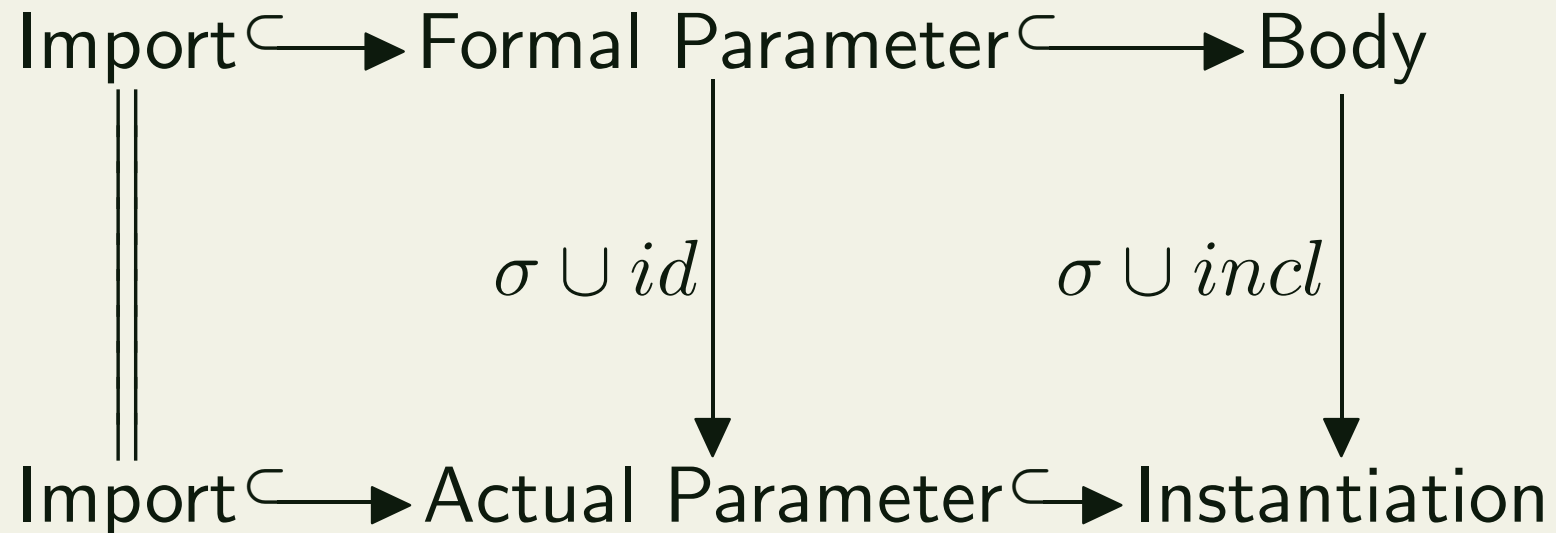 Import Formal Parameter Body
σ ∪ id σ ∪ incl
Import Actual Parameter Instantiation